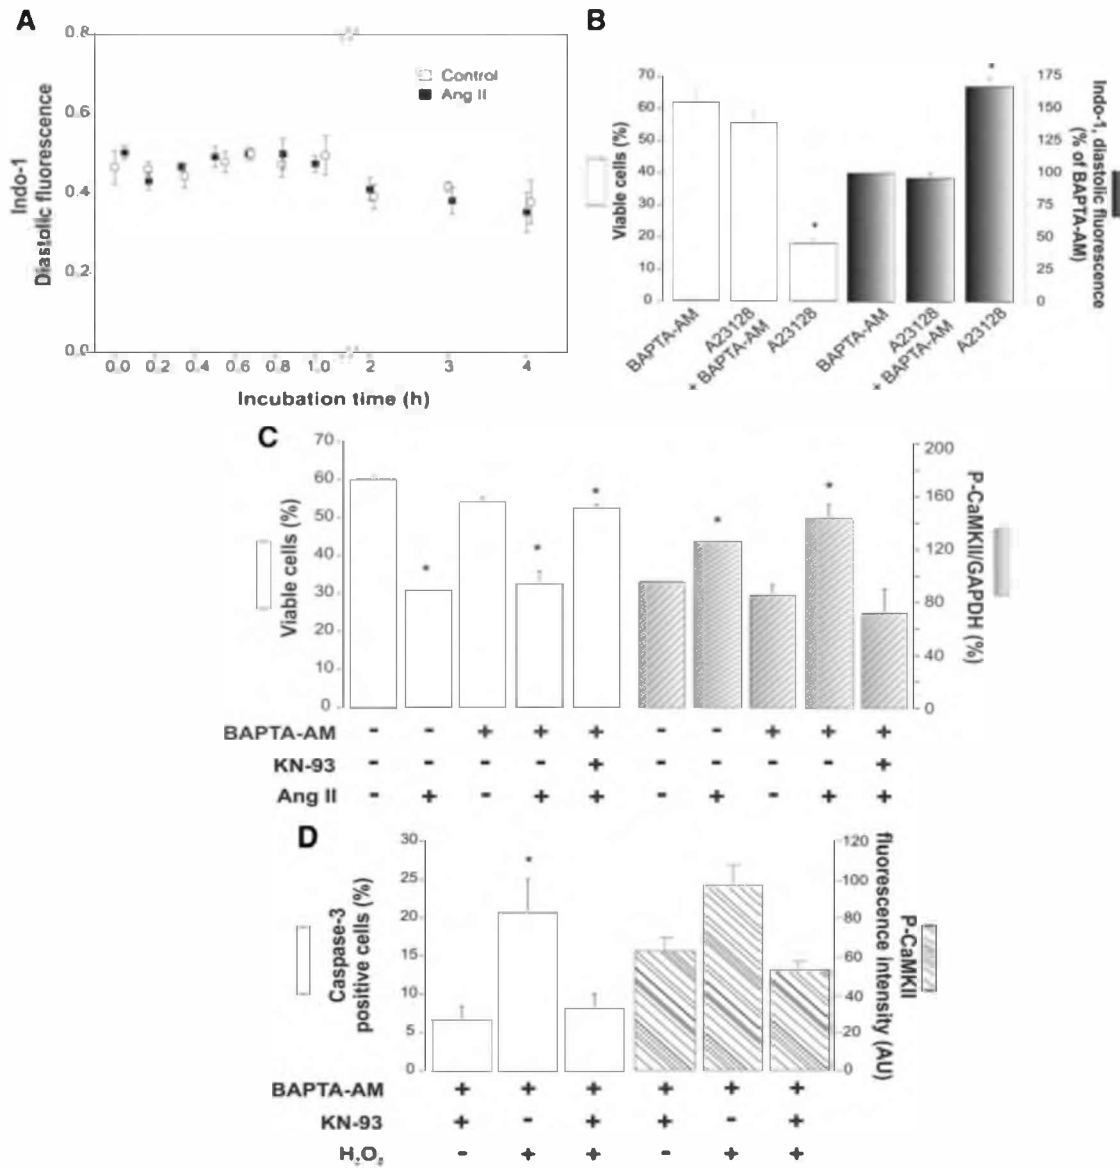 A
0.8
0.6
0.4
0.2
0.0
Indo-1
Diastolic fluorescence
Control
Ang II
0.0 0.2 0.4 0.6 0.8 1.0 2 3 4
Incubation time (h)
B
70
60
50
40
30
20
10
0
Viable cells (%)
*
*
175
150
125
100
75
50
25
0
Indo-1, diastolic fluorescence
(% of BAPTA-AM)
BAPTA-AM
A23128
+ BAPTA-AM
A23128
BAPTA-AM
A23128
+ BAPTA-AM
A23128
C
70
60
50
40
30
20
10
0
Viable cells (%)
* * * * *
200
160
120
80
40
0
P-CaMKII/GAPDH (%)
BAPTA-AM - - + + + - - + + +
KN-93 - - - - + - - - - +
Ang II - + - + + - + - + +
D
30
25
20
15
10
5
0
Caspase-3
positive cells (%)
*
120
100
80
60
40
20
0
P-CaMKII
fluorescence intensity (AU)
BAPTA-AM + + + + + +
KN-93 + - + + - +
H₂O₂ - + + - + +